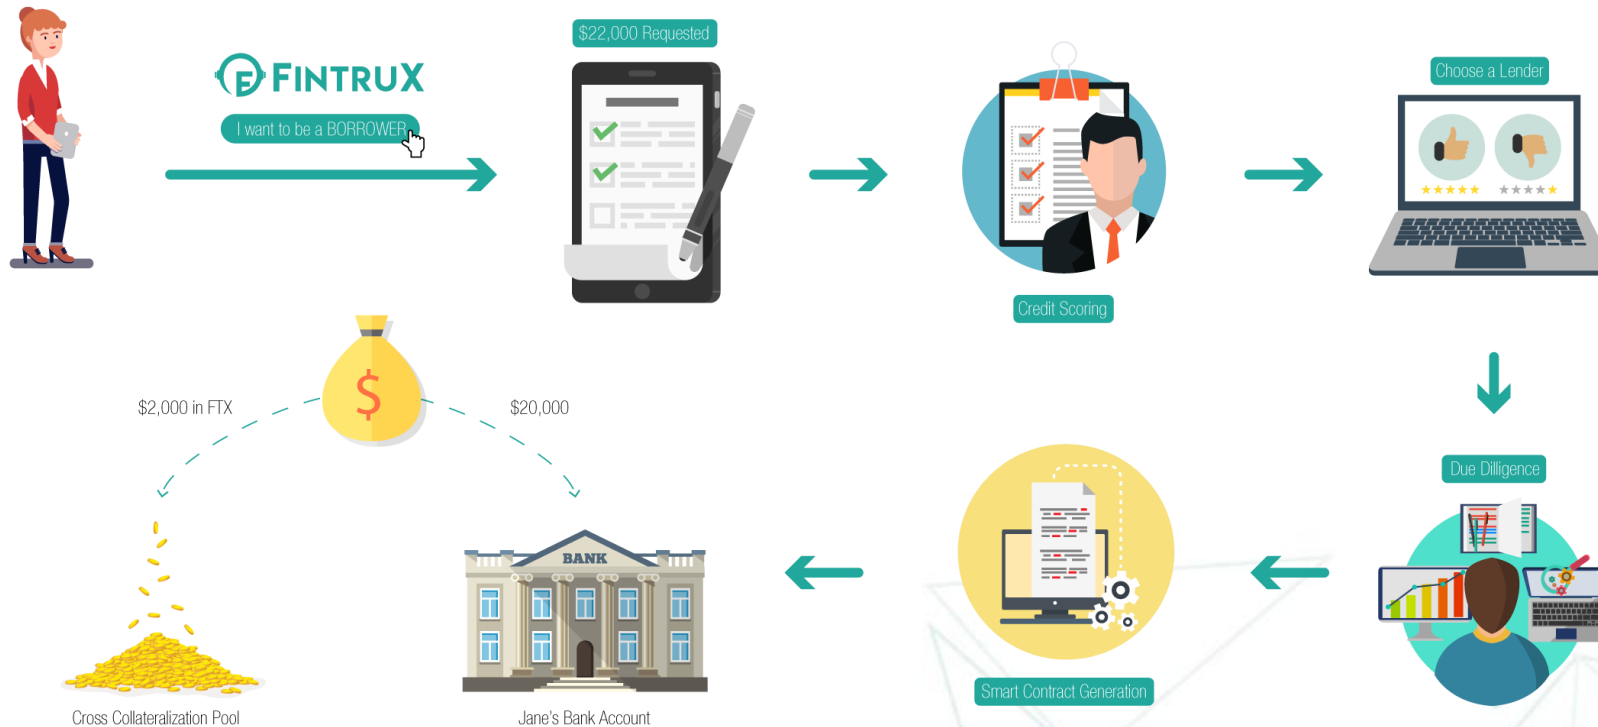 $22,000 Requested
FINTRUX
I want to be a BORROWER
Choose a Lender
Credit Scoring
$
$2,000 in FTX
$20,000
Due Dilligence
BANK
Smart Contract Generation
Cross Collateralization Pool
Jane's Bank Account